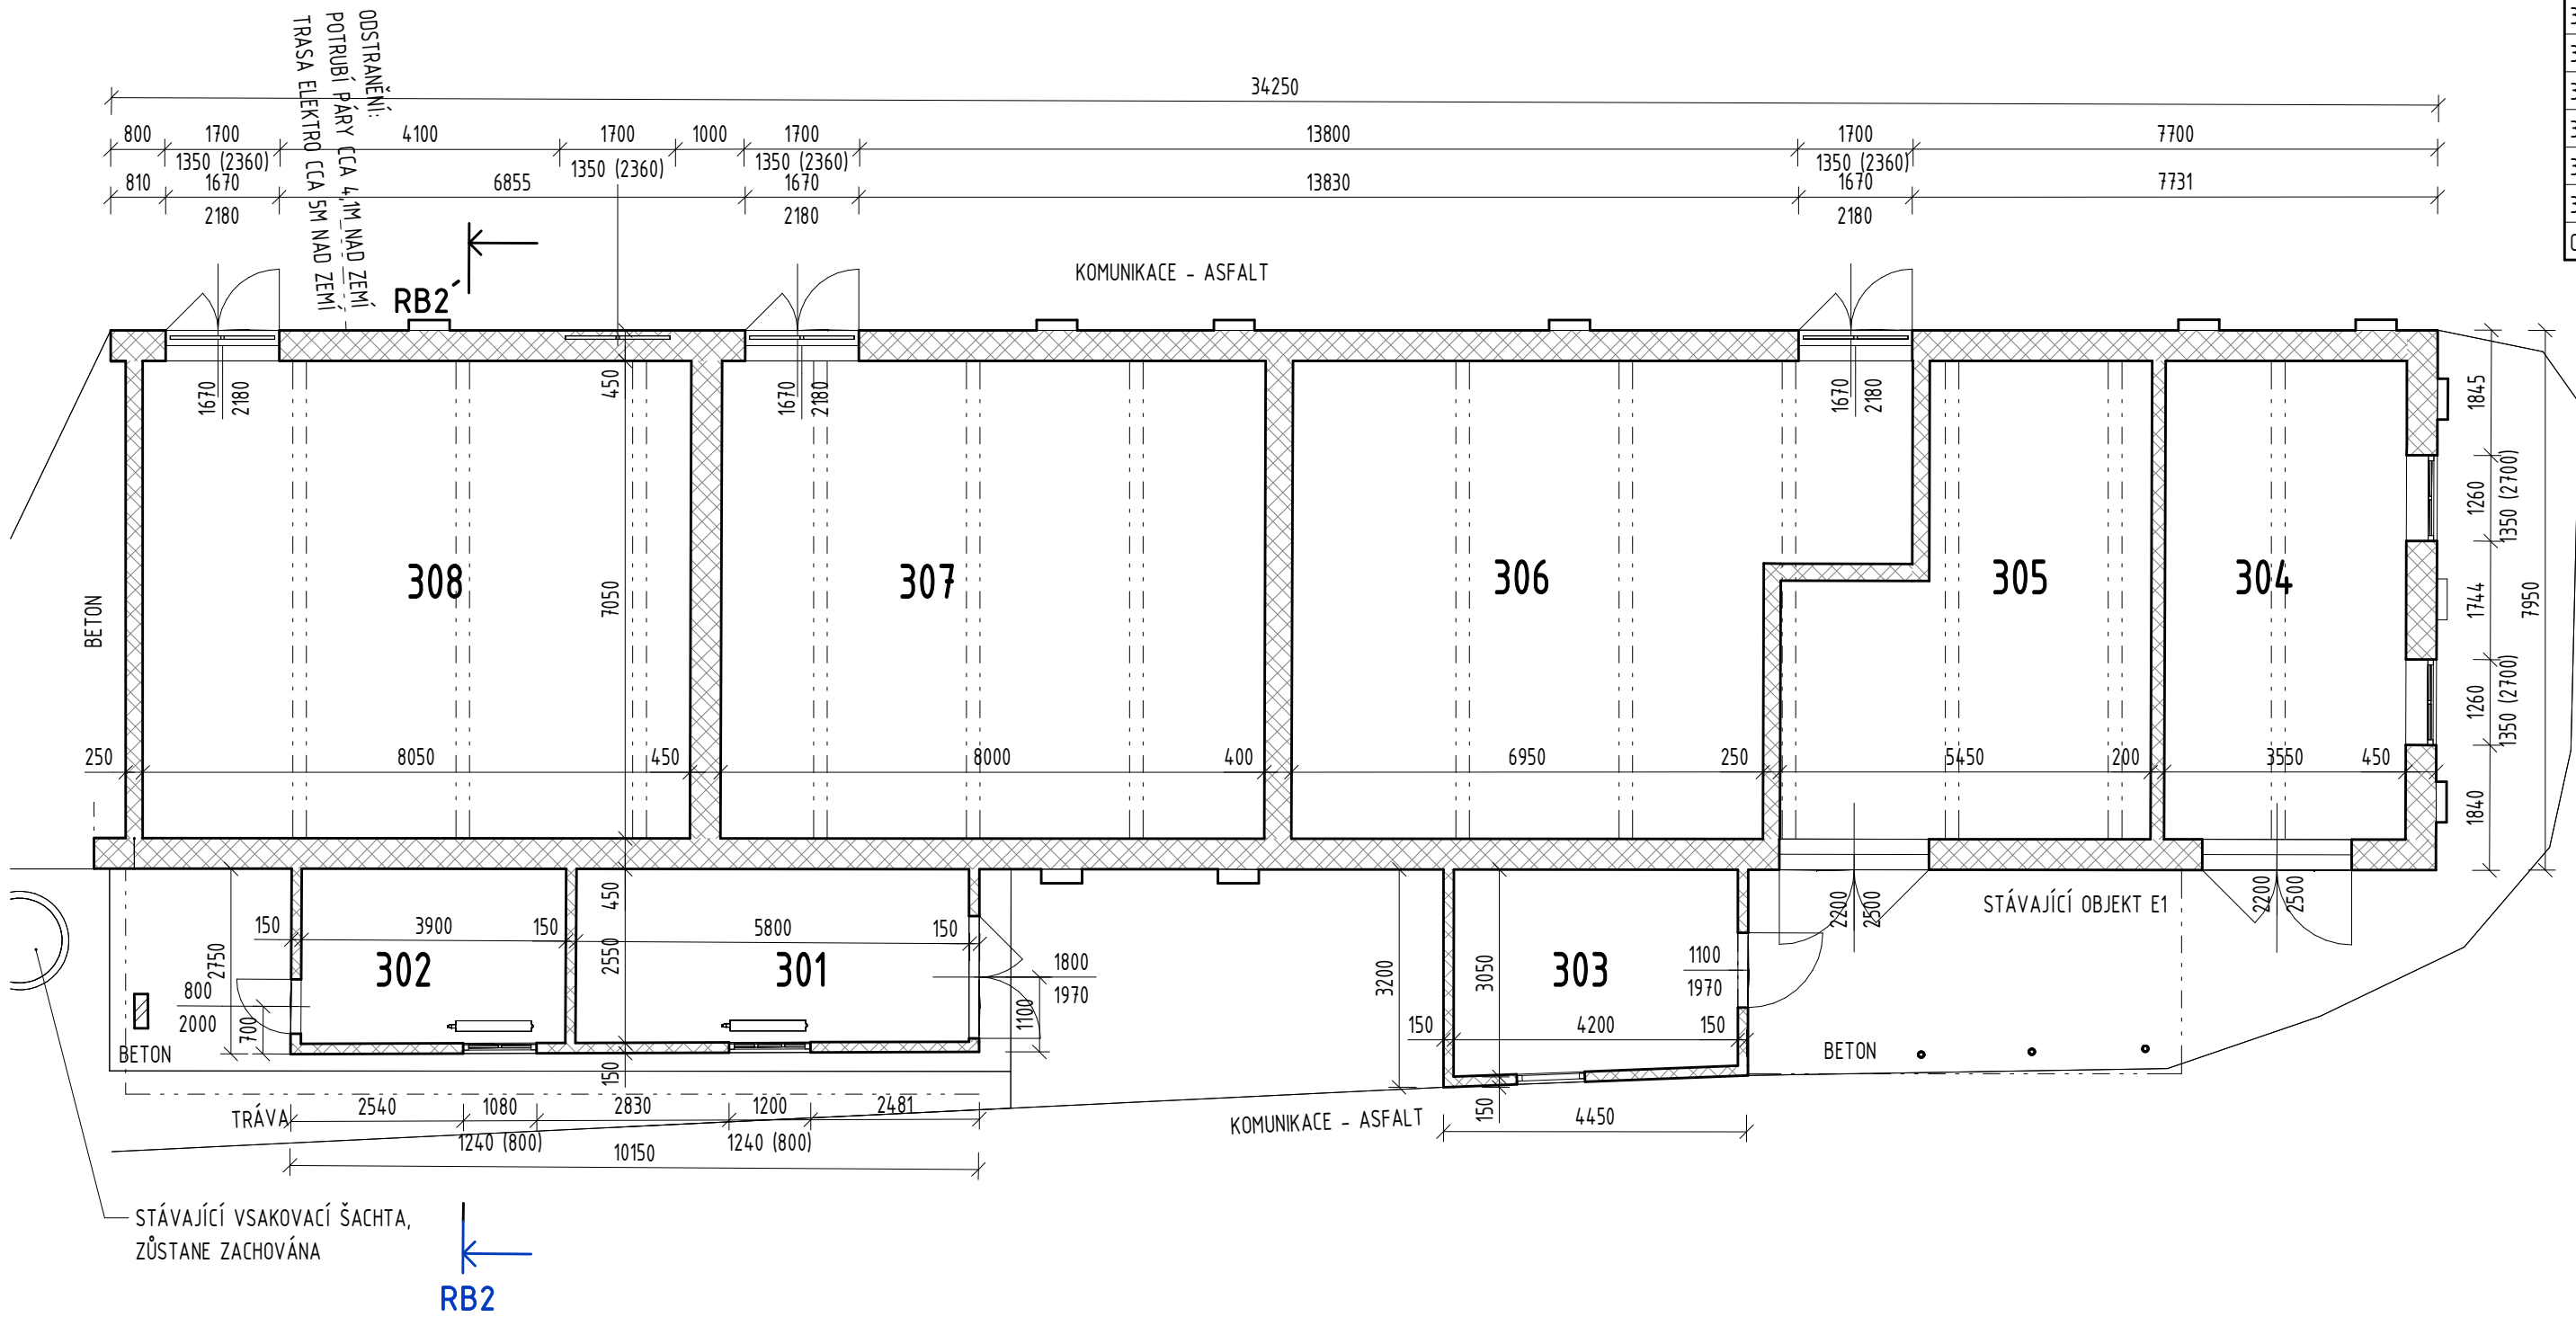 ODSTRANĚNÍ:
POTRUBÍ PÁRY CCA 4,1M NAD ZEMÍ
TRASA ELEKTRO CCA 5M NAD ZEMÍ
34250
800 1700 4100 1700 1000 1700 13800 1700 7700
1350 (2360) 1350 (2360) 1350 (2360) 1350 (2360)
810 1670 6855 1670 13830 1670 7731
2180 2180 2180
RB2´
KOMUNIKACE - ASFALT
1670 2180
450
1670 2180
1670 2180
1845
1260
1350 (2700)
1744
7950
1260
1350 (2700)
1840
BETON
308
7050
307
306
305
304
250 8050 450 8000 400 6950 250 5450 200 3550 450
450
2200 2500
STÁVAJÍCÍ OBJEKT E1
2200 2500
150 3900 150 5800 150
2750
302
2550
301
3200
3050
303
800
2000
700
1800
1970
1100
1100
1970
150 4200 150
BETON
150
BETON
TRÁVA
2540 1080 2830 1200 2481
1240 (800) 1240 (800)
10150
KOMUNIKACE - ASFALT
150
4450
STÁVAJÍCÍ VSAKOVACÍ ŠACHTA,
ZŮSTANE ZACHOVÁNA
RB2